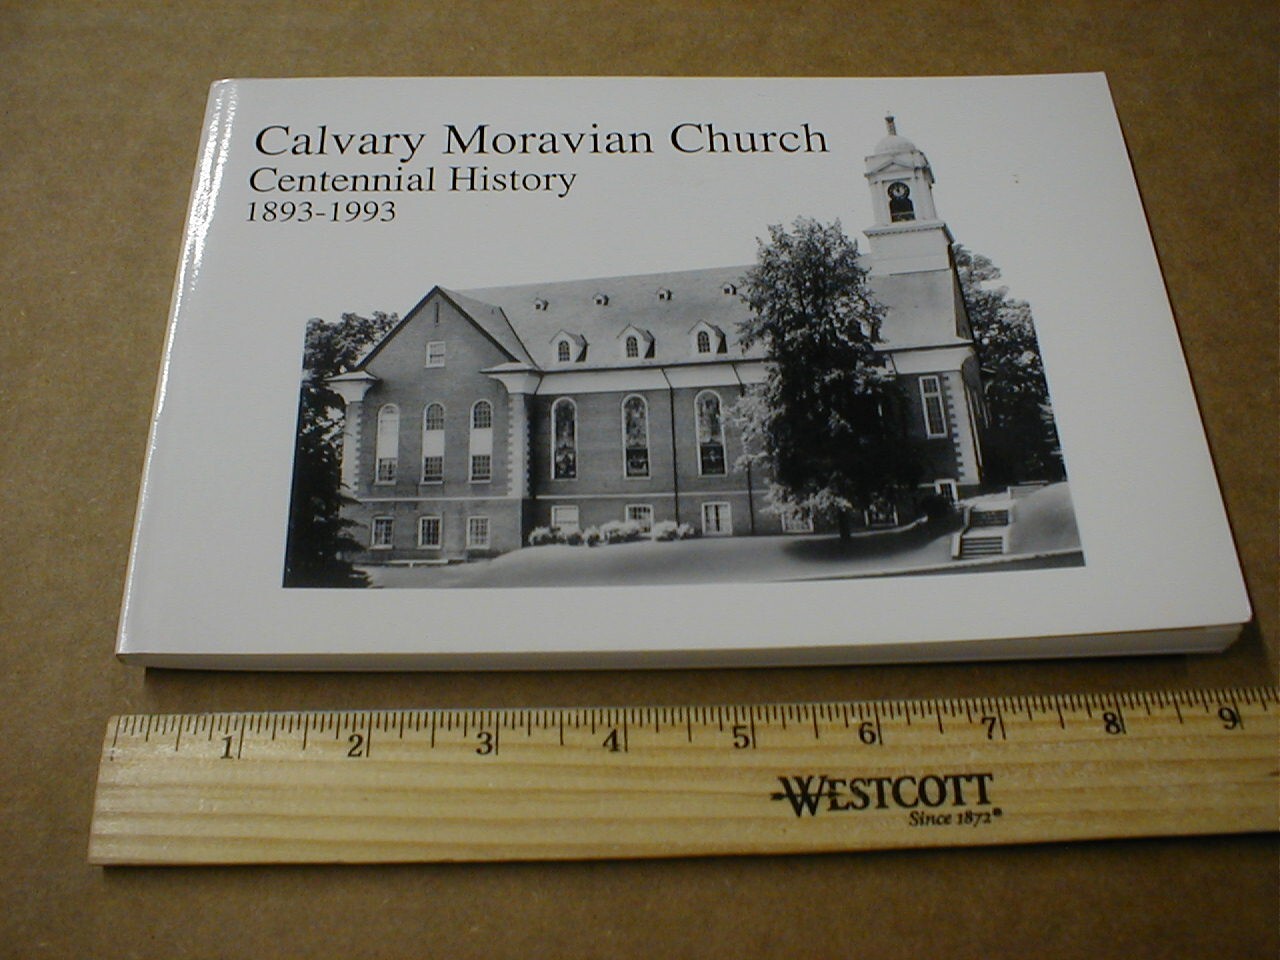 Calvary Moravian Church
Centennial History
1893-1993
1 2 3 4 5 6 7 8 9
WESTCOTT
Since 1872®